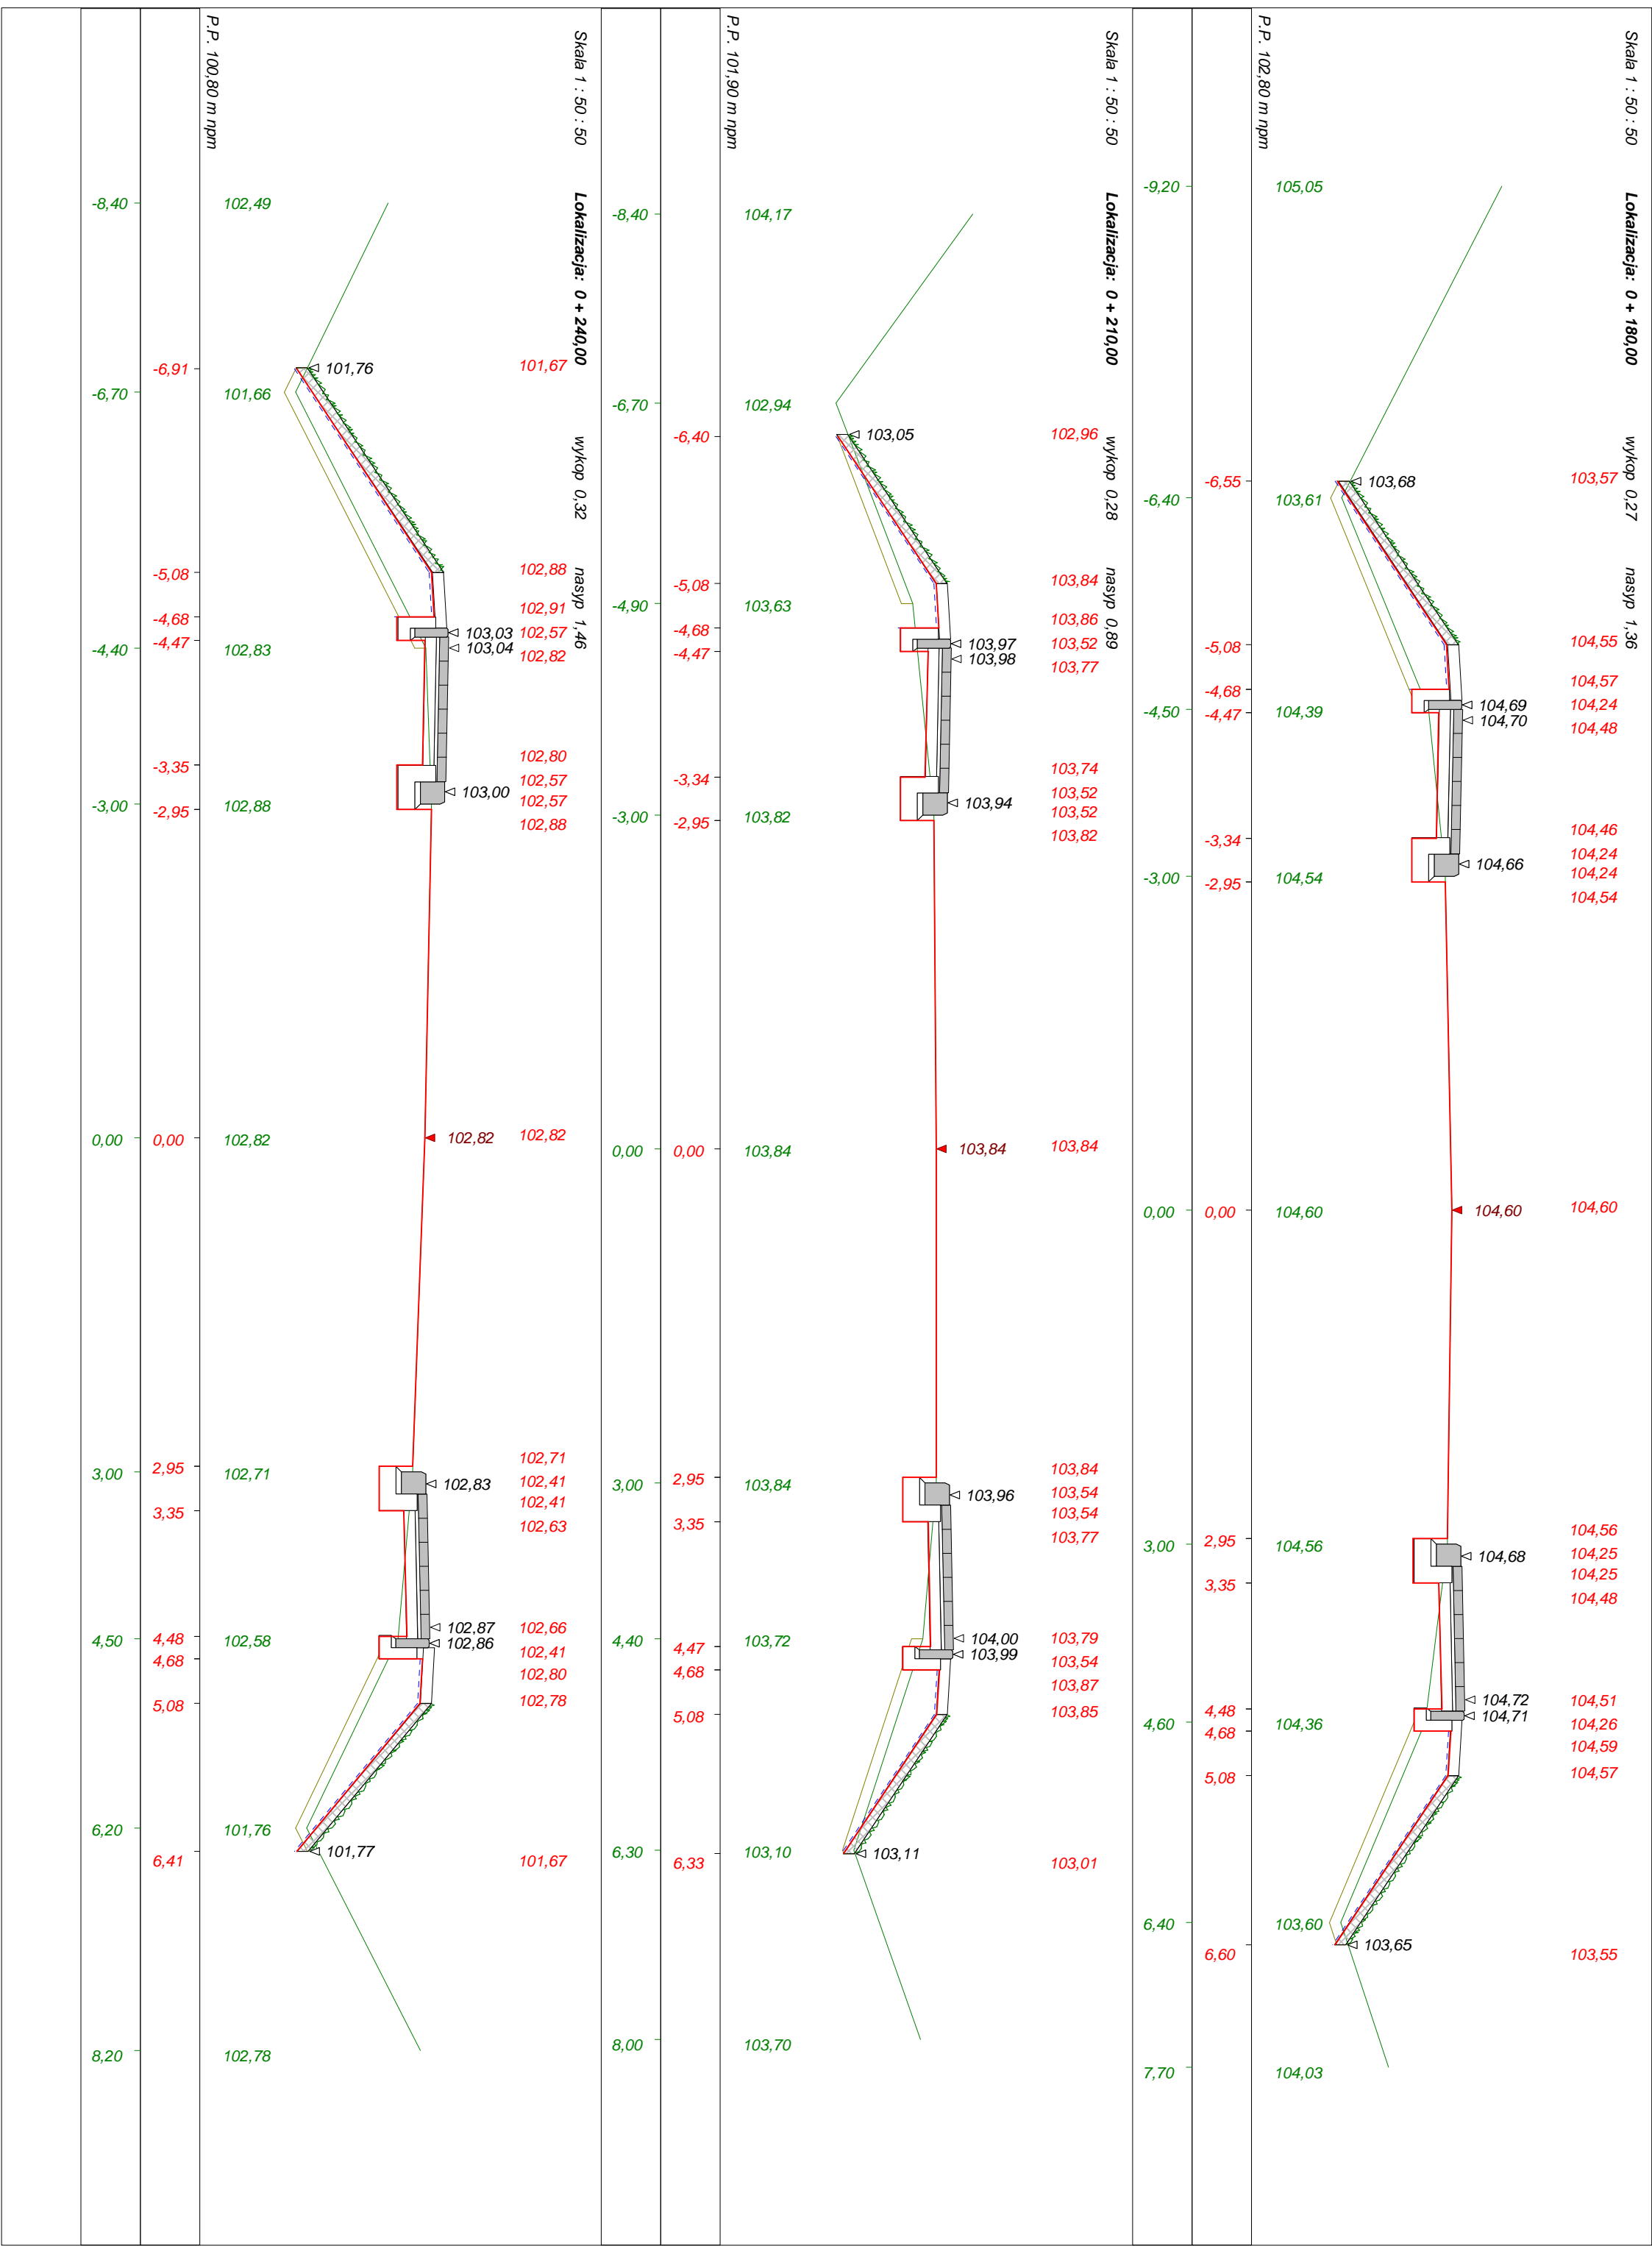 Skala 1 : 50 : 50 Lokalizacja: 0 + 180,00 wykop 0,27 nasyp 1,36
103,57 104,55 104,57 104,24 104,48 104,46 104,24 104,24 104,54 104,60 104,56 104,25 104,25 104,48 104,51 104,26 104,59 104,57 103,55
103,68 104,69 104,70 104,66 104,60 104,68 104,72 104,71 103,65
P.P. 102,80 m npm
105,05 103,61 104,39 104,54 104,60 104,56 104,36 103,60 104,03
-6,55 -5,08 -4,68 -4,47 -3,34 -2,95 0,00 2,95 3,35 4,48 4,68 5,08 6,60
-9,20 -6,40 -4,50 -3,00 0,00 3,00 4,60 6,40 7,70
Skala 1 : 50 : 50 Lokalizacja: 0 + 210,00 wykop 0,28 nasyp 0,89
102,96 103,84 103,86 103,52 103,77 103,74 103,52 103,52 103,82 103,84 103,84 103,54 103,54 103,77 103,79 103,54 103,87 103,85 103,01
103,05 103,97 103,98 103,94 103,84 103,96 104,00 103,99 103,11
P.P. 101,90 m npm
104,17 102,94 103,63 103,82 103,84 103,84 103,72 103,10 103,70
-6,40 -5,08 -4,68 -4,47 -3,34 -2,95 0,00 2,95 3,35 4,47 4,68 5,08 6,33
-8,40 -6,70 -4,90 -3,00 0,00 3,00 4,40 6,30 8,00
Skala 1 : 50 : 50 Lokalizacja: 0 + 240,00 wykop 0,32 nasyp 1,46
101,67 102,88 102,91 102,57 102,82 102,80 102,57 102,57 102,88 102,82 102,71 102,41 102,41 102,63 102,66 102,41 102,80 102,78 101,67
101,76 103,03 103,04 103,00 102,82 102,83 102,87 102,86 101,77
P.P. 100,80 m npm
102,49 101,66 102,83 102,88 102,82 102,71 102,58 101,76 102,78
-6,91 -5,08 -4,68 -4,47 -3,35 -2,95 0,00 2,95 3,35 4,48 4,68 5,08 6,41
-8,40 -6,70 -4,40 -3,00 0,00 3,00 4,50 6,20 8,20